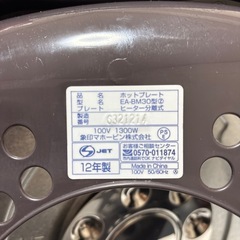 品名 ホットプレート
型名 EA-BM30型②
プレート ヒーター分離式
製造
番号
100V 1300W
象印マホービン株式会社
PS
E
JET
12年製
お客様ご相談センター
0570-011874
Made in China
100V 50/60Hz